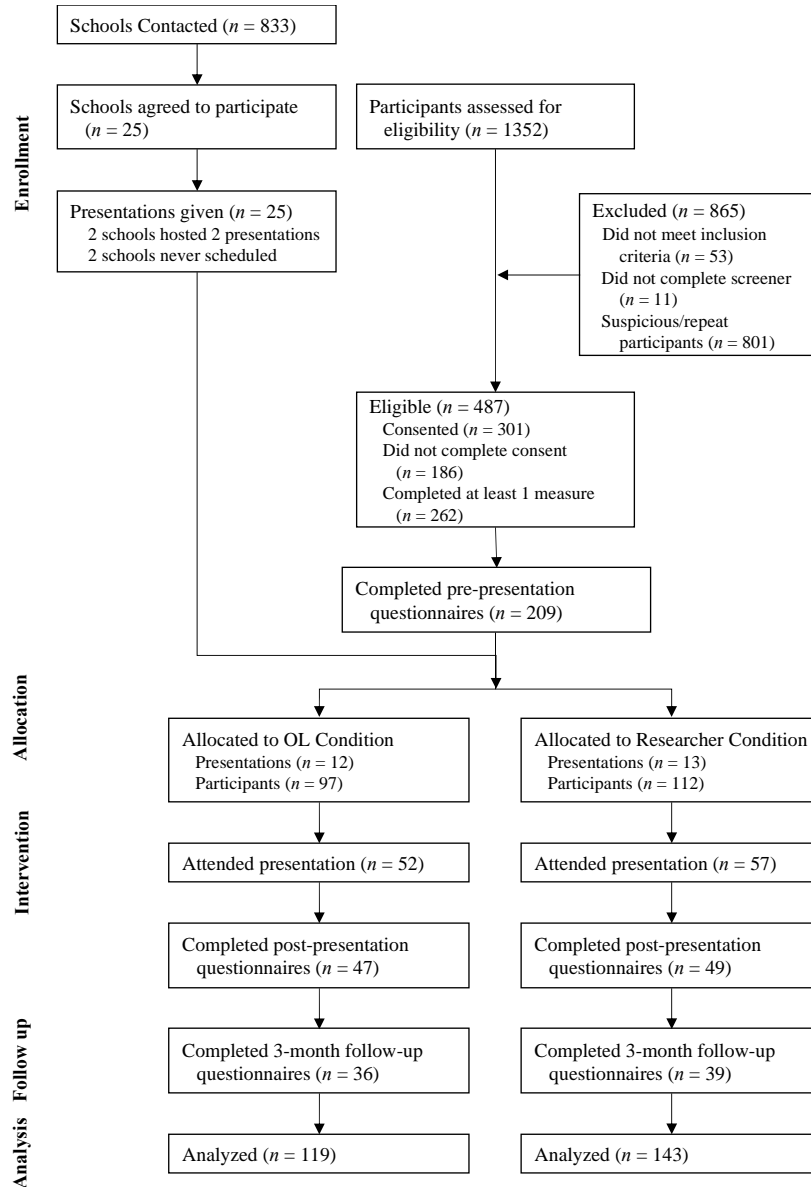 Schools Contacted (n = 833)
Schools agreed to participate
(n = 25)
Participants assessed for
eligibility (n = 1352)
Enrollment
Presentations given (n = 25)
2 schools hosted 2 presentations
2 schools never scheduled
Excluded (n = 865)
Did not meet inclusion
criteria (n = 53)
Did not complete screener
(n = 11)
Suspicious/repeat
participants (n = 801)
Eligible (n = 487)
Consented (n = 301)
Did not complete consent
(n = 186)
Completed at least 1 measure
(n = 262)
Completed pre-presentation
questionnaires (n = 209)
Allocation
Allocated to OL Condition
Presentations (n = 12)
Participants (n = 97)
Allocated to Researcher Condition
Presentations (n = 13)
Participants (n = 112)
Intervention
Attended presentation (n = 52)
Attended presentation (n = 57)
Completed post-presentation
questionnaires (n = 47)
Completed post-presentation
questionnaires (n = 49)
Follow up
Completed 3-month follow-up
questionnaires (n = 36)
Completed 3-month follow-up
questionnaires (n = 39)
Analysis
Analyzed (n = 119)
Analyzed (n = 143)